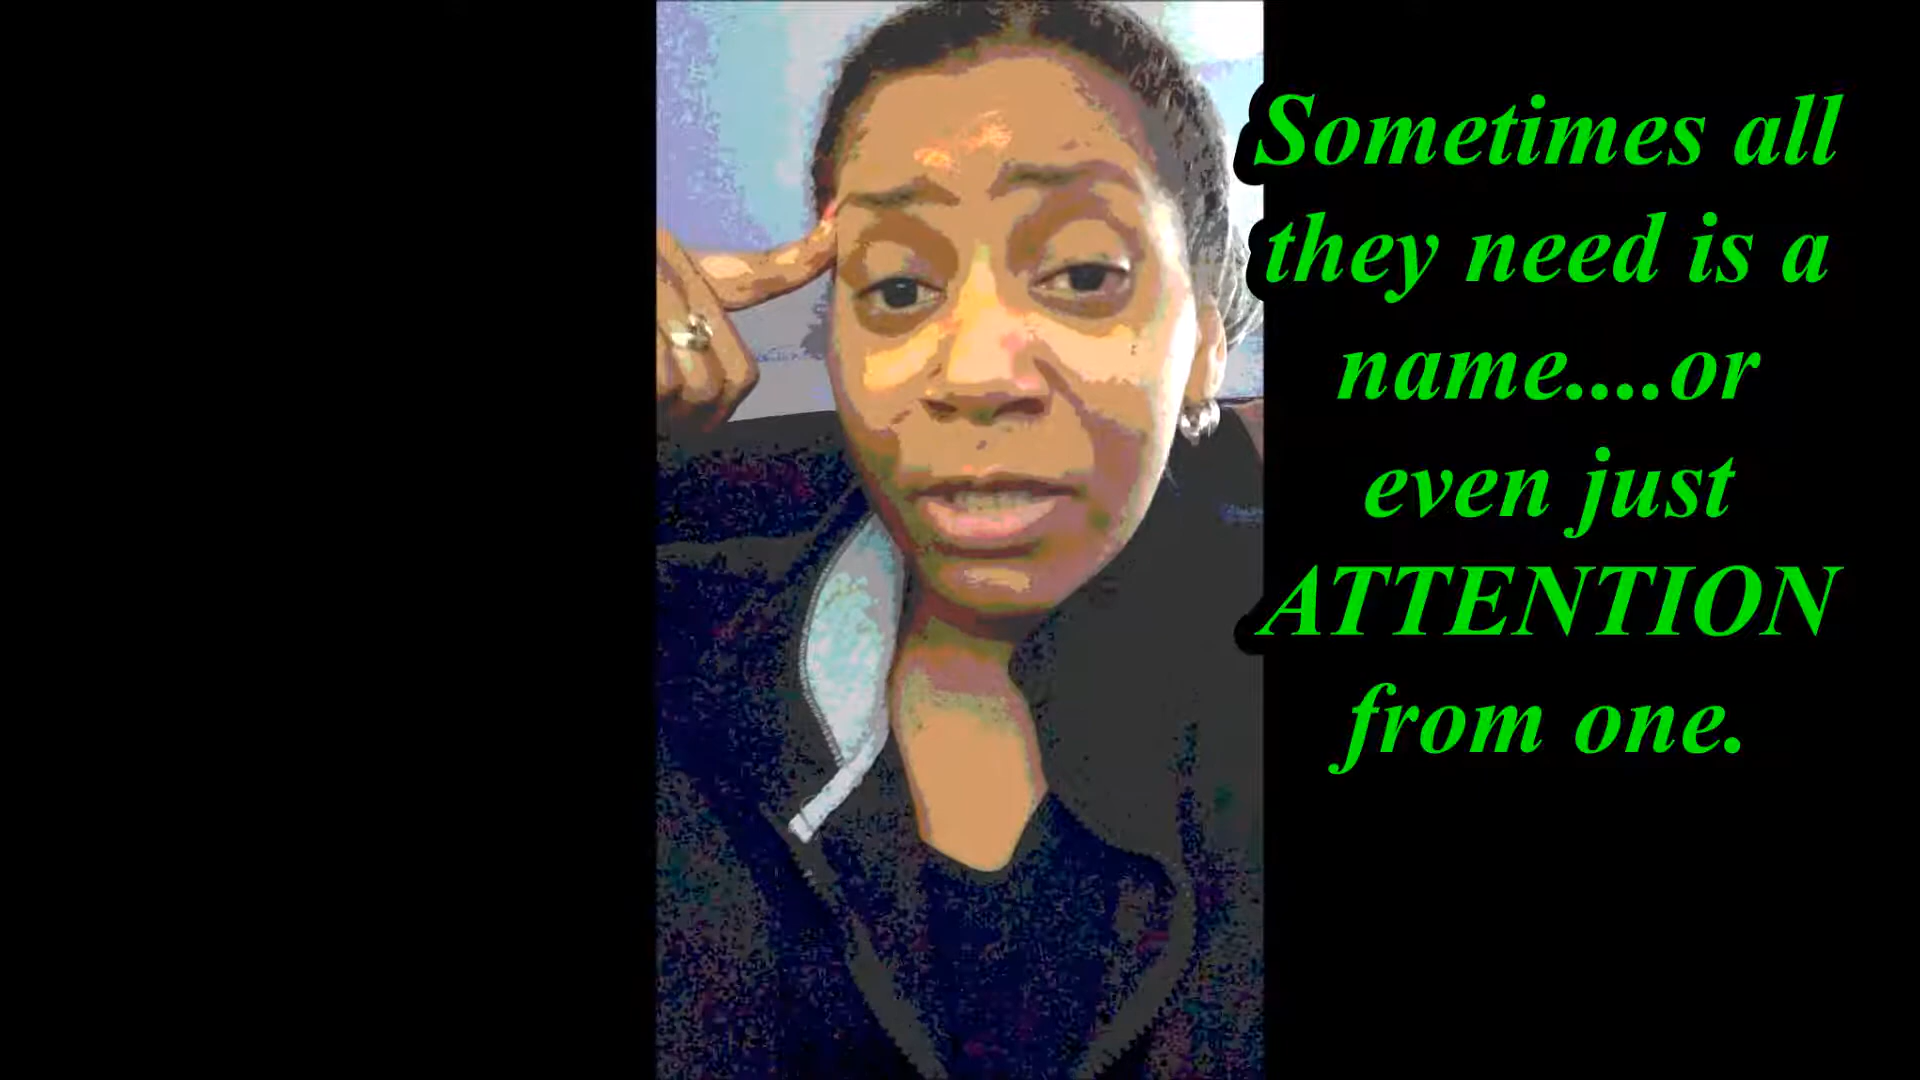 Sometimes all
they need is a
name....or
even just
ATTENTION
from one.